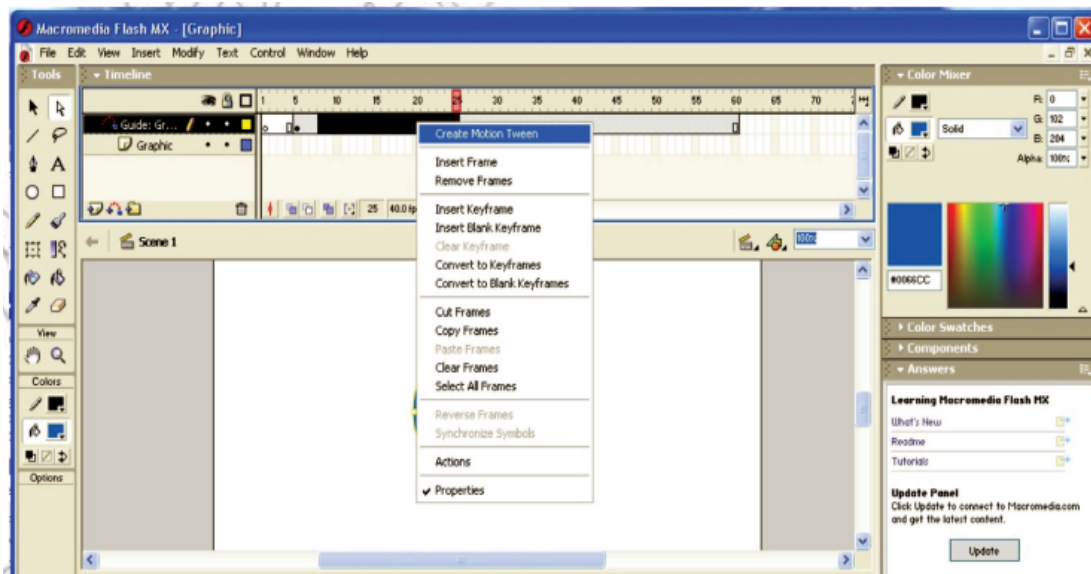 Macromedia Flash MX - [Graphic]
File Edit View Insert Modify Text Control Window Help
Tools
Timeline
1 5 10 15 20 25 30 35 40 45 50 55 60 65 70
Guide: Gr...
Graphic
25 40.0 fp
Scene 1
100%
View
Colors
Options
Create Motion Tween
Insert Frame
Remove Frames
Insert Keyframe
Insert Blank Keyframe
Clear Keyframe
Convert to Keyframes
Convert to Blank Keyframes
Cut Frames
Copy Frames
Paste Frames
Clear Frames
Select All Frames
Reverse Frames
Synchronize Symbols
Actions
Properties
Color Mixer
R: 0
G: 102
Solid
B: 204
Alpha: 100%
#0066CC
Color Swatches
Components
Answers
Learning Macromedia Flash MX
What's New
Readme
Tutorials
Update Panel
Click Update to connect to Macromedia.com
and get the latest content.
Update